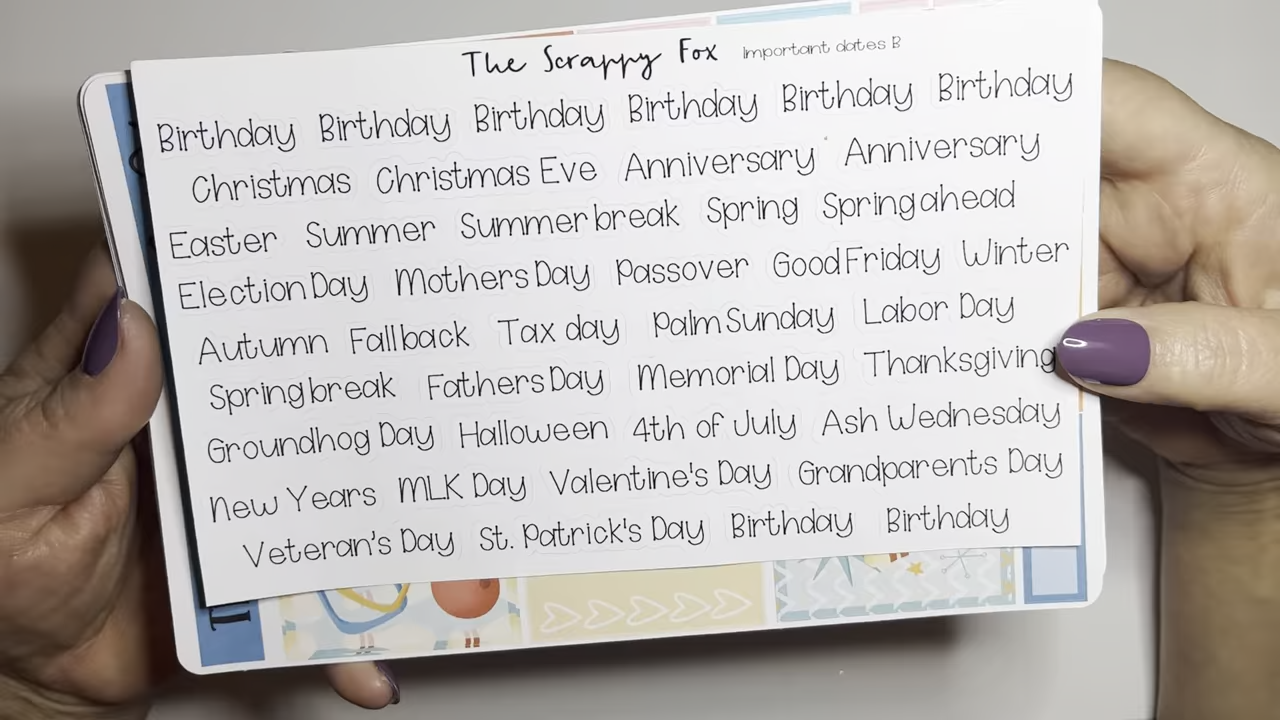 The Scrappy Fox Important dates B
Birthday Birthday Birthday Birthday Birthday Birthday
Christmas Christmas Eve Anniversary Anniversary
Easter Summer Summer break Spring Spring ahead
Election Day Mothers Day Passover Good Friday Winter
Autumn Fall back Tax day Palm Sunday Labor Day
Spring break Fathers Day Memorial Day Thanksgiving
Groundhog Day Halloween 4th of July Ash Wednesday
New Years MLK Day Valentine's Day Grandparents Day
Veteran's Day St. Patrick's Day Birthday Birthday